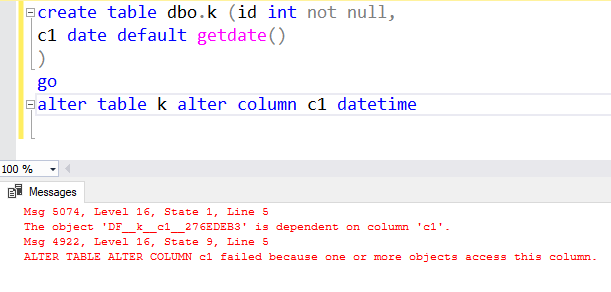 create table dbo.k (id int not null,
c1 date default getdate()
)
go
alter table k alter column c1 datetime
100 %
Messages
Msg 5074, Level 16, State 1, Line 5
The object 'DF__k__c1__276EDEB3' is dependent on column 'c1'.
Msg 4922, Level 16, State 9, Line 5
ALTER TABLE ALTER COLUMN c1 failed because one or more objects access this column.